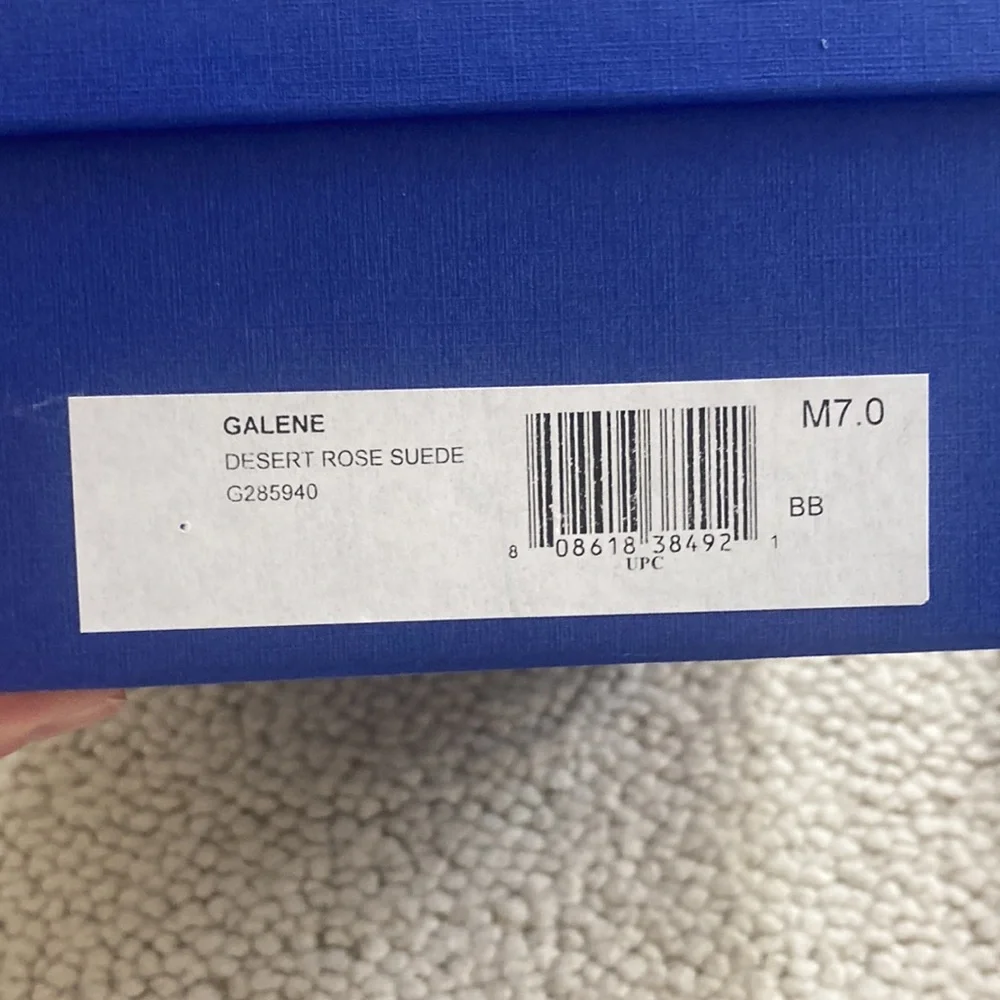 GALENE
DESERT ROSE SUEDE
G285940
8 08618 38492 1
UPC
M7.0
BB